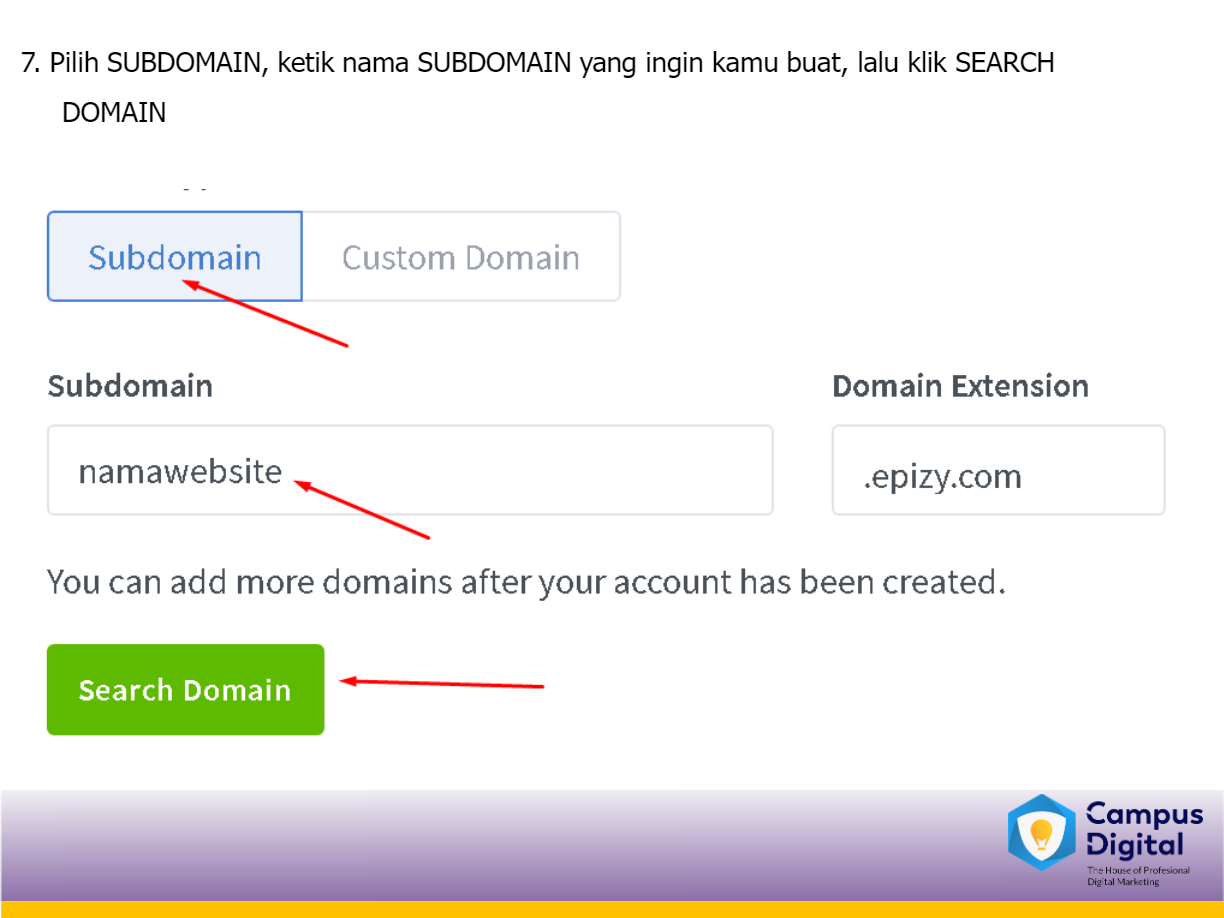 7. Pilih SUBDOMAIN, ketik nama SUBDOMAIN yang ingin kamu buat, lalu klik SEARCH
DOMAIN
Subdomain
Custom Domain
Subdomain
Domain Extension
namawebsite
.epizy.com
You can add more domains after your account has been created.
Search Domain
Campus
Digital
The House of Profesional
Digital Marketing